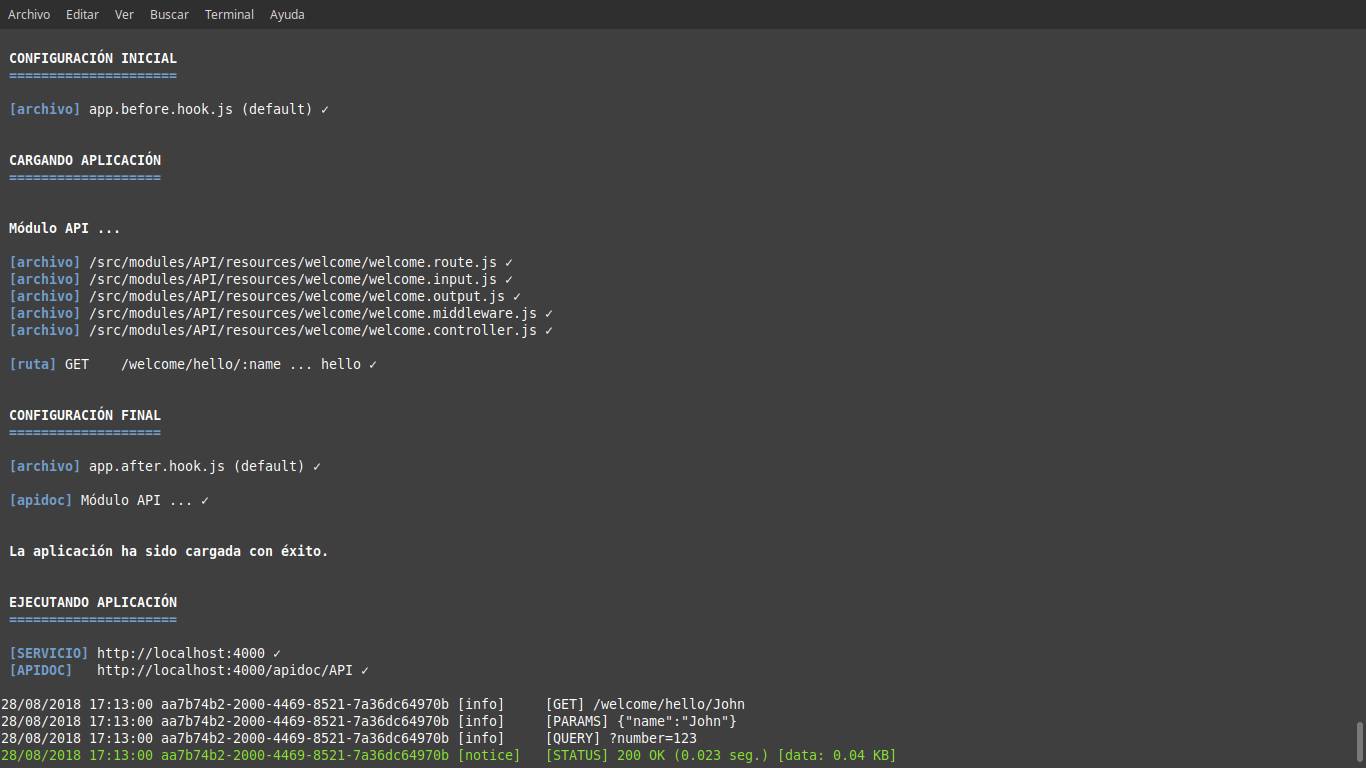 Archivo Editar Ver Buscar Terminal Ayuda
CONFIGURACIÓN INICIAL
=====================
[archivo] app.before.hook.js (default) ✓
CARGANDO APLICACIÓN
===================
Módulo API ...
[archivo] /src/modules/API/resources/welcome/welcome.route.js ✓
[archivo] /src/modules/API/resources/welcome/welcome.input.js ✓
[archivo] /src/modules/API/resources/welcome/welcome.output.js ✓
[archivo] /src/modules/API/resources/welcome/welcome.middleware.js ✓
[archivo] /src/modules/API/resources/welcome/welcome.controller.js ✓
[ruta] GET    /welcome/hello/:name ... hello ✓
CONFIGURACIÓN FINAL
===================
[archivo] app.after.hook.js (default) ✓
[apidoc] Módulo API ... ✓
La aplicación ha sido cargada con éxito.
EJECUTANDO APLICACIÓN
=====================
[SERVICIO] http://localhost:4000 ✓
[APIDOC]   http://localhost:4000/apidoc/API ✓
28/08/2018 17:13:00 aa7b74b2-2000-4469-8521-7a36dc64970b [info]     [GET] /welcome/hello/John
28/08/2018 17:13:00 aa7b74b2-2000-4469-8521-7a36dc64970b [info]     [PARAMS] {"name":"John"}
28/08/2018 17:13:00 aa7b74b2-2000-4469-8521-7a36dc64970b [info]     [QUERY] ?number=123
28/08/2018 17:13:00 aa7b74b2-2000-4469-8521-7a36dc64970b [notice]   [STATUS] 200 OK (0.023 seg.) [data: 0.04 KB]